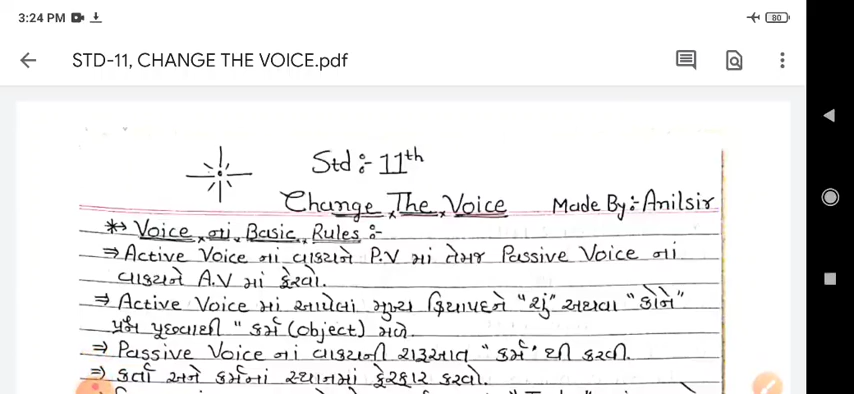 3:24 PM
80
STD-11, CHANGE THE VOICE.pdf
Std :- 11th
Change The Voice Made By:- Anilsir
* Voice નાં Basic Rules :-
⇒ Active Voice નાં વાક્યને P.V માં તેમજ Passive Voice નાં
વાક્યને A.V માં ફેરવો.
⇒ Active Voice માં આપેલાં મુખ્ય ક્રિયાપદને "શું" અથવા "કોને"
પ્રશ્ન પૂછવાથી "કર્મ (object) મળે
⇒ Passive Voice નાં વાક્યની શરૂઆત "કર્મ" થી કરવી.
⇒ કર્તા અને કર્મનાં સ્થાનમાં ફેરફાર કરવો.